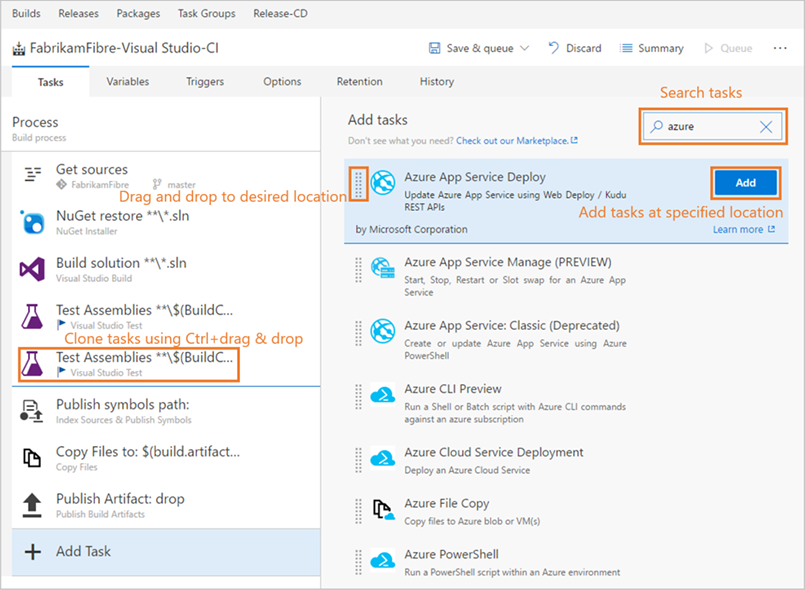 Builds Releases Packages Task Groups Release-CD
FabrikamFibre-Visual Studio-CI
Save & queue Discard Summary Queue ...
Tasks Variables Triggers Options Retention History
Process
Build process
Get sources
FabrikamFibre master
NuGet restore **\*.sln
NuGet Installer
Build solution **\*.sln
Visual Studio Build
Test Assemblies **\$(BuildC...
Visual Studio Test
Clone tasks using Ctrl+drag & drop
Test Assemblies **\$(BuildC...
Visual Studio Test
Publish symbols path:
Index Sources & Publish Symbols
Copy Files to: $(build.artifact...
Copy Files
Publish Artifact: drop
Publish Build Artifacts
Add Task
Search tasks
Add tasks
azure
Don't see what you need? Check out our Marketplace.
Drag and drop to desired location
Azure App Service Deploy
Add
Update Azure App Service using Web Deploy / Kudu
REST APIs
Add tasks at specified location
by Microsoft Corporation
Learn more
Azure App Service Manage (PREVIEW)
Start, Stop, Restart or Slot swap for an Azure App
Service
Azure App Service: Classic (Deprecated)
Create or update Azure App Service using Azure
PowerShell
Azure CLI Preview
Run a Shell or Batch script with Azure CLI commands
against an azure subscription
Azure Cloud Service Deployment
Deploy an Azure Cloud Service
Azure File Copy
Copy files to Azure blob or VM(s)
Azure PowerShell
Run a PowerShell script within an Azure environment